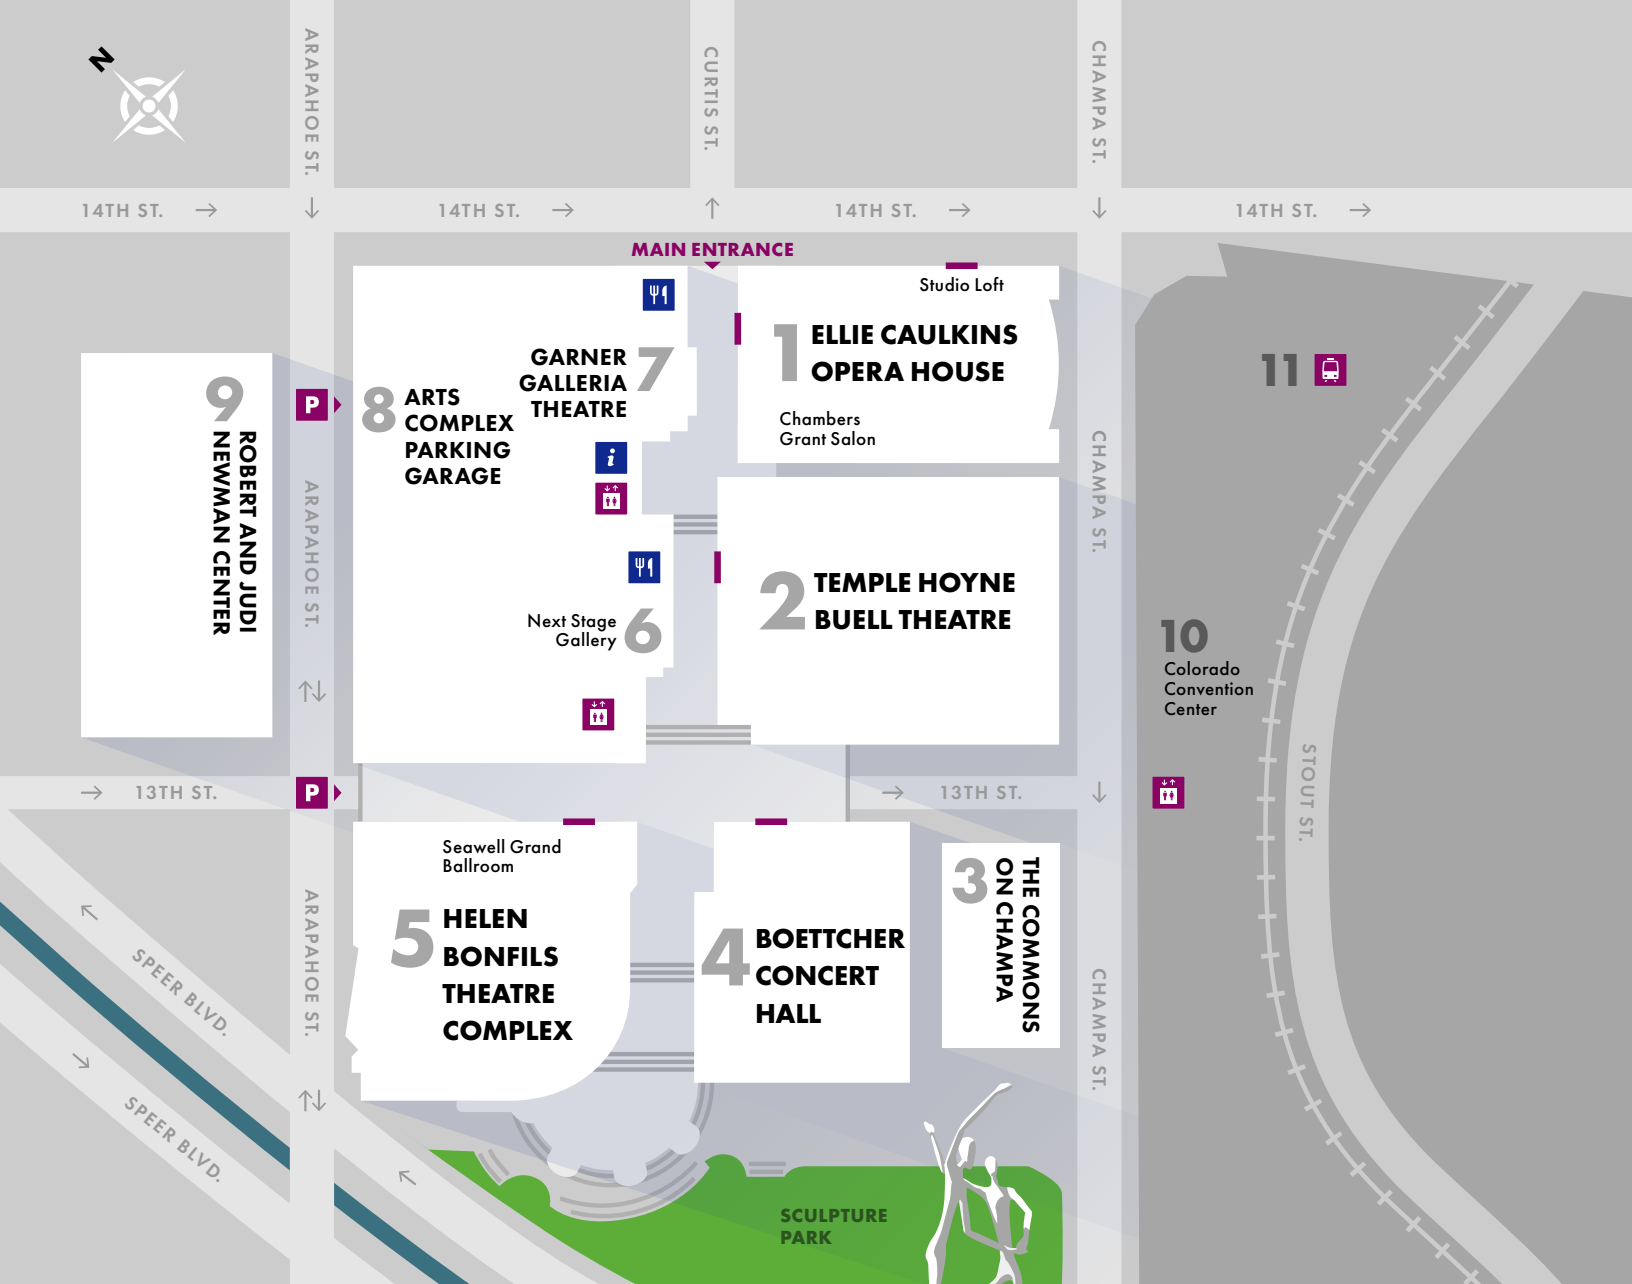 N
ARAPAHOE ST.
CURTIS ST.
CHAMPA ST.
14TH ST. →
14TH ST. →
14TH ST. →
14TH ST. →
MAIN ENTRANCE
Studio Loft
1 ELLIE CAULKINS
OPERA HOUSE
Chambers
Grant Salon
GARNER
GALLERIA
THEATRE
7
8
ARTS
COMPLEX
PARKING
GARAGE
P
9
ROBERT AND JUDI
NEWMAN CENTER
11
i
ARAPAHOE ST.
CHAMPA ST.
2 TEMPLE HOYNE
BUELL THEATRE
Next Stage
Gallery
6
10
Colorado
Convention
Center
STOUT ST.
→ 13TH ST.
P
→ 13TH ST.
Seawell Grand
Ballroom
5
HELEN
BONFILS
THEATRE
COMPLEX
4
BOETTCHER
CONCERT
HALL
3
THE COMMONS
ON CHAMPA
ARAPAHOE ST.
CHAMPA ST.
SPEER BLVD.
SPEER BLVD.
SCULPTURE
PARK